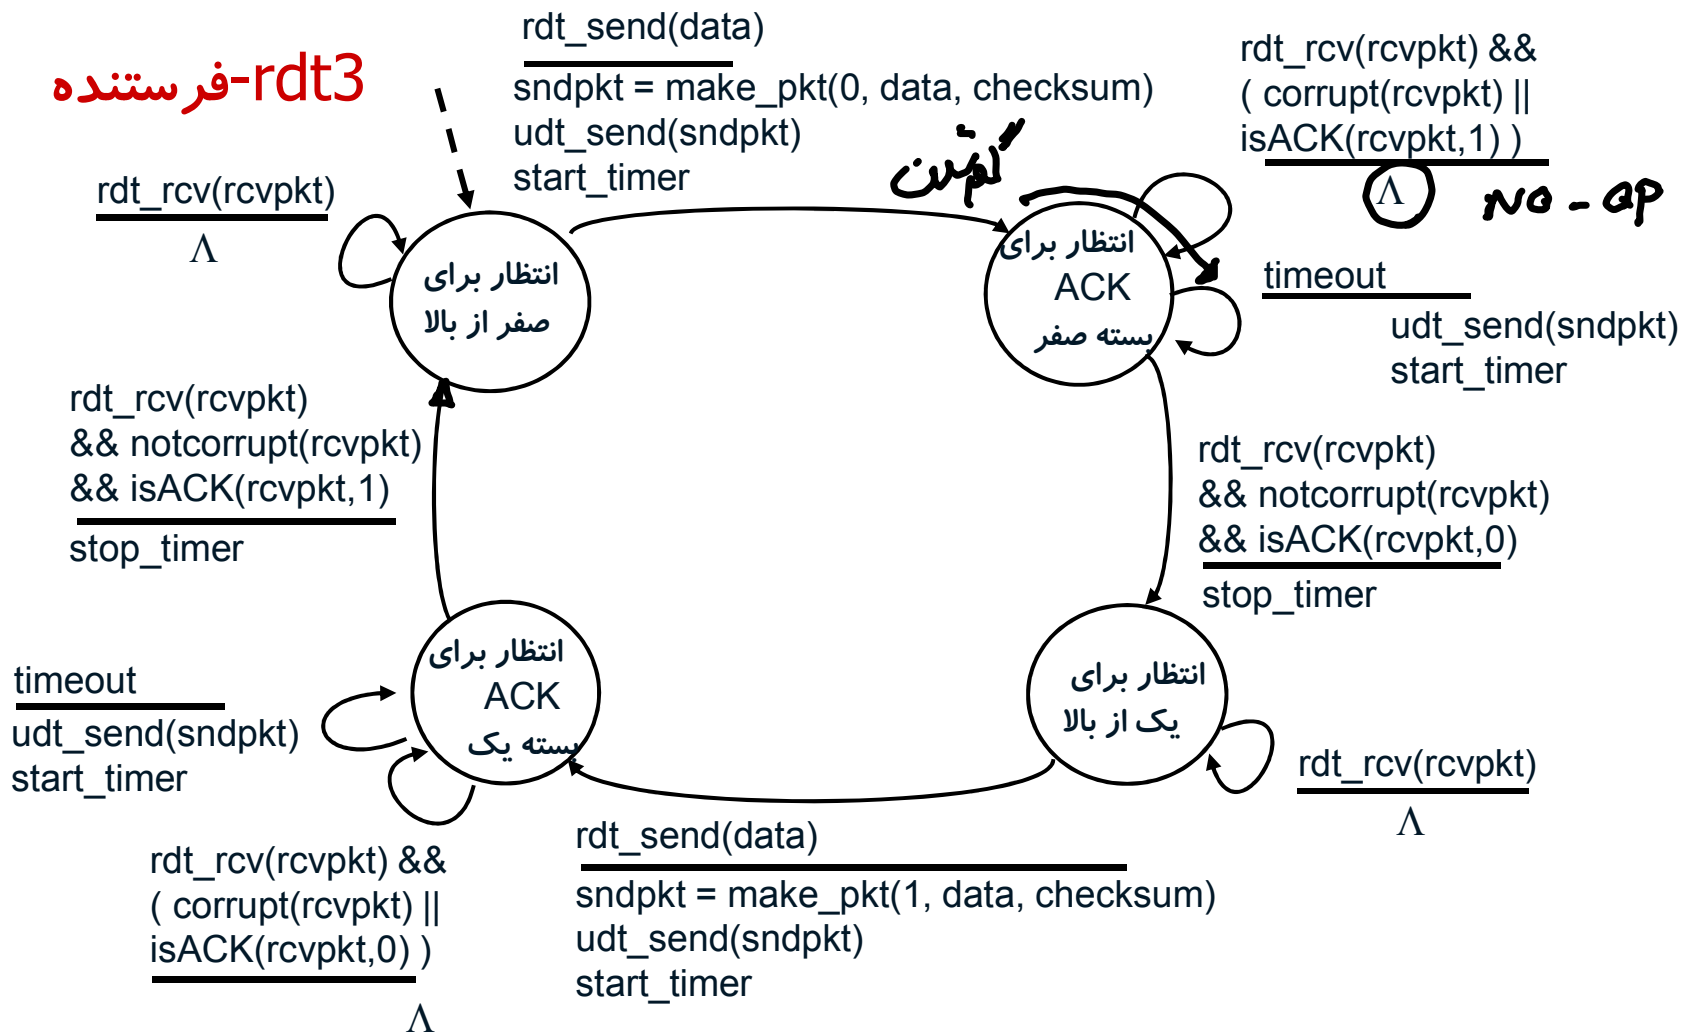 rdt3-فرستنده
rdt_send(data)
sndpkt = make_pkt(0, data, checksum)
udt_send(sndpkt)
start_timer
rdt_rcv(rcvpkt) &&
( corrupt(rcvpkt) ||
isACK(rcvpkt,1) )
Λ
NO-OP
rdt_rcv(rcvpkt)
Λ
انتظار برای
صفر از بالا
انتظار برای
ACK
بسته صفر
timeout
udt_send(sndpkt)
start_timer
rdt_rcv(rcvpkt)
&& notcorrupt(rcvpkt)
&& isACK(rcvpkt,1)
stop_timer
rdt_rcv(rcvpkt)
&& notcorrupt(rcvpkt)
&& isACK(rcvpkt,0)
stop_timer
timeout
udt_send(sndpkt)
start_timer
انتظار برای
ACK
بسته یک
انتظار برای
یک از بالا
rdt_rcv(rcvpkt)
Λ
rdt_rcv(rcvpkt) &&
( corrupt(rcvpkt) ||
isACK(rcvpkt,0) )
Λ
rdt_send(data)
sndpkt = make_pkt(1, data, checksum)
udt_send(sndpkt)
start_timer